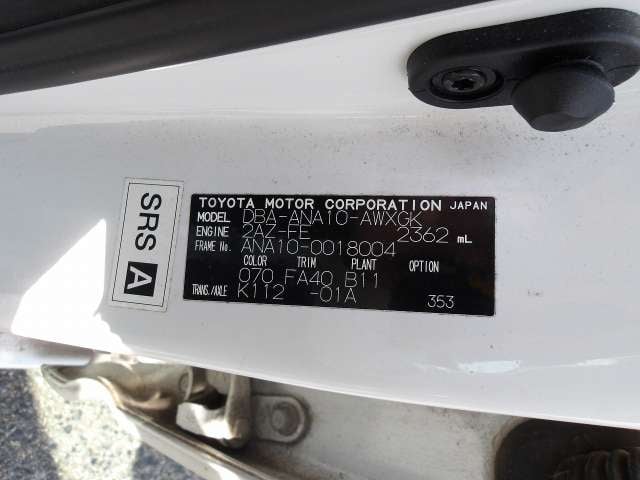 SRS A
TOYOTA MOTOR CORPORATION JAPAN
MODEL DBA-ANA10-AWXGK
ENGINE 2AZ-FE 2362 mL
FRAME No. ANA10-0018004
COLOR TRIM PLANT OPTION
070 FA40 B11
TRANS./AXLE K112 -01A
353